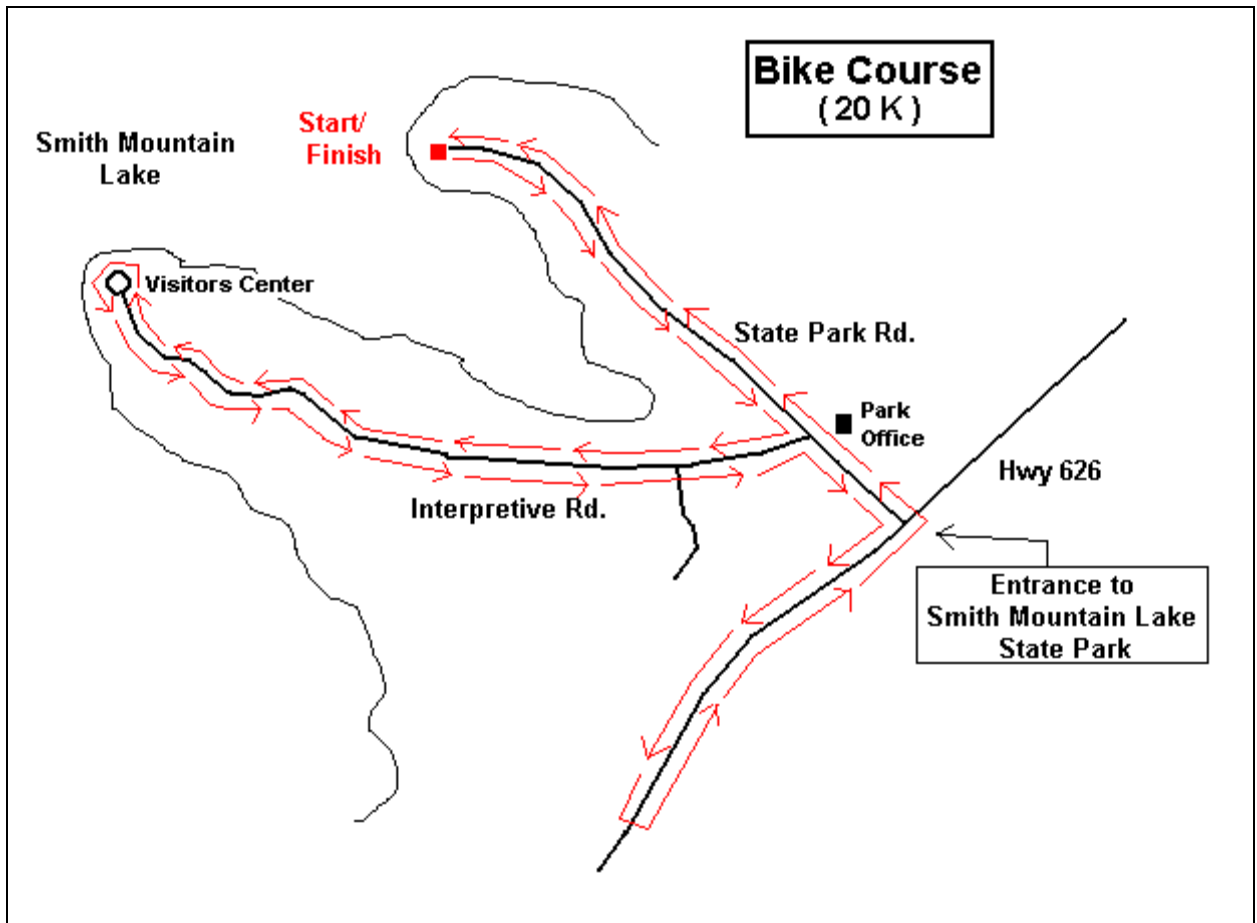 Bike Course
( 20 K )
Smith Mountain
Lake
Start/
Finish
Visitors Center
State Park Rd.
Park
Office
Hwy 626
Interpretive Rd.
Entrance to
Smith Mountain Lake
State Park